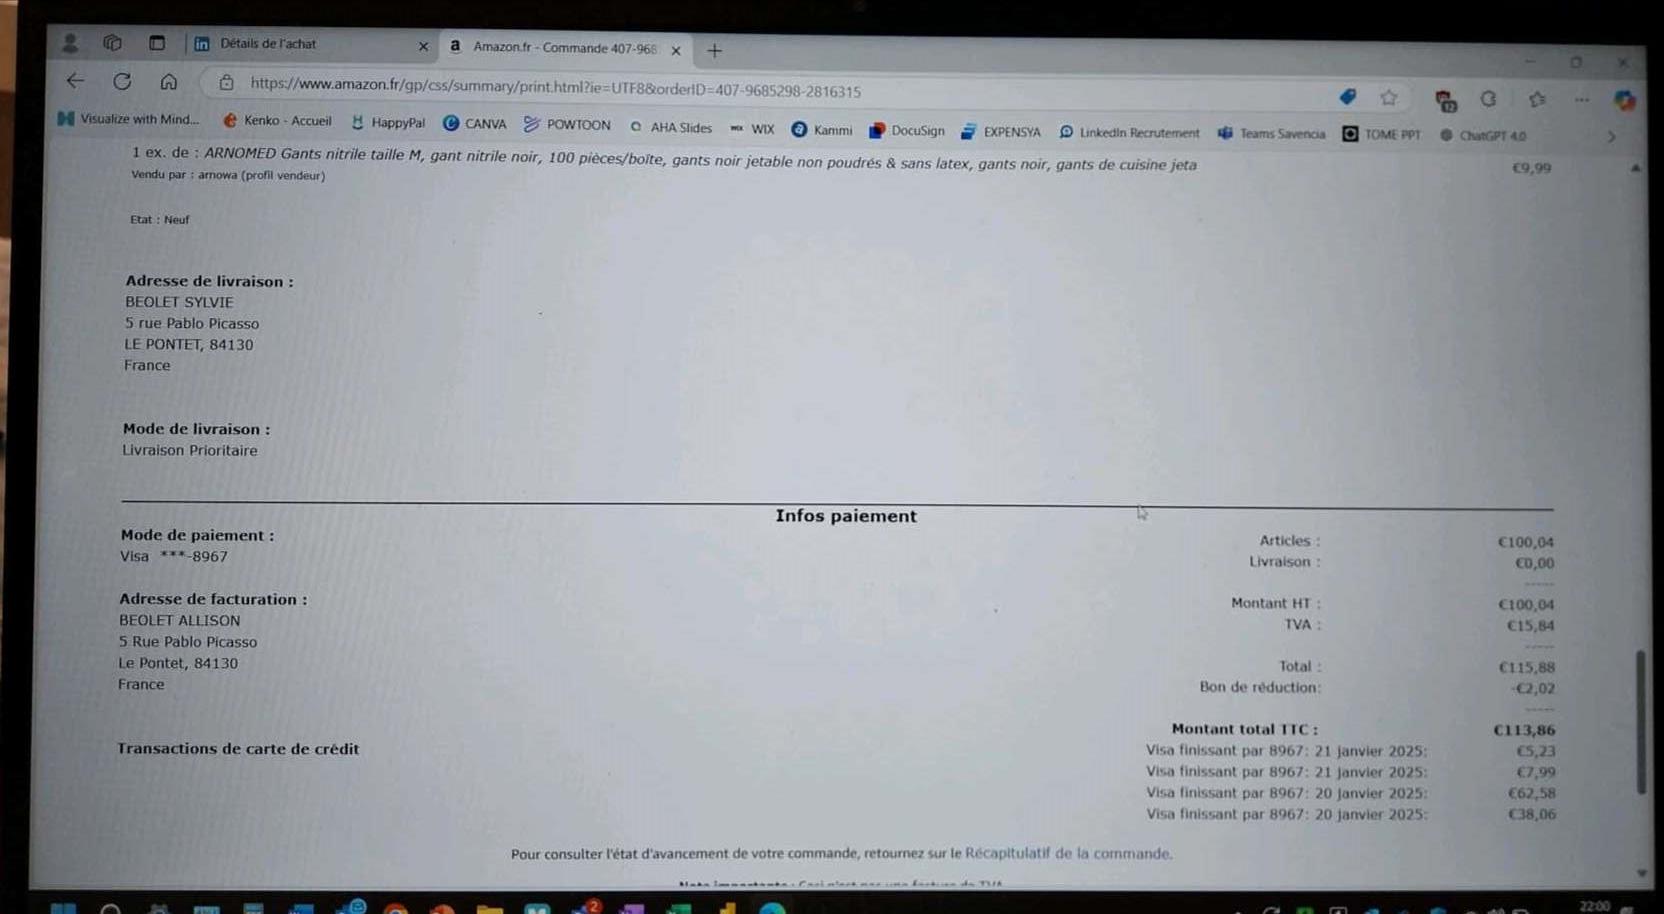 Détails de l'achat
Amazon.fr - Commande 407-968
https://www.amazon.fr/gp/css/summary/print.html?ie=UTF8&orderID=407-9685298-2816315
Visualize with Mind... Kenko - Accueil HappyPal CANVA POWTOON AHA Slides WIX Kammi DocuSign EXPENSYA LinkedIn Recrutement Teams Savencia TOME PPT ChatGPT 4.0
1 ex. de : ARNOMED Gants nitrile taille M, gant nitrile noir, 100 pièces/boîte, gants noir jetable non poudrés & sans latex, gants noir, gants de cuisine jeta €9,99
Vendu par : arnowa (profil vendeur)
Etat : Neuf
Adresse de livraison :
BEOLET SYLVIE
5 rue Pablo Picasso
LE PONTET, 84130
France
Mode de livraison :
Livraison Prioritaire
Infos paiement
Mode de paiement :
Visa ***-8967
Adresse de facturation :
BEOLET ALLISON
5 Rue Pablo Picasso
Le Pontet, 84130
France
Transactions de carte de crédit
Articles : €100,04
Livraison : €0,00
-----
Montant HT : €100,04
TVA : €15,84
-----
Total : €115,88
Bon de réduction: -€2,02
-----
Montant total TTC : €113,86
Visa finissant par 8967: 21 janvier 2025: €5,23
Visa finissant par 8967: 21 janvier 2025: €7,99
Visa finissant par 8967: 20 janvier 2025: €62,58
Visa finissant par 8967: 20 janvier 2025: €38,06
Pour consulter l'état d'avancement de votre commande, retournez sur le Récapitulatif de la commande.
2
22:00